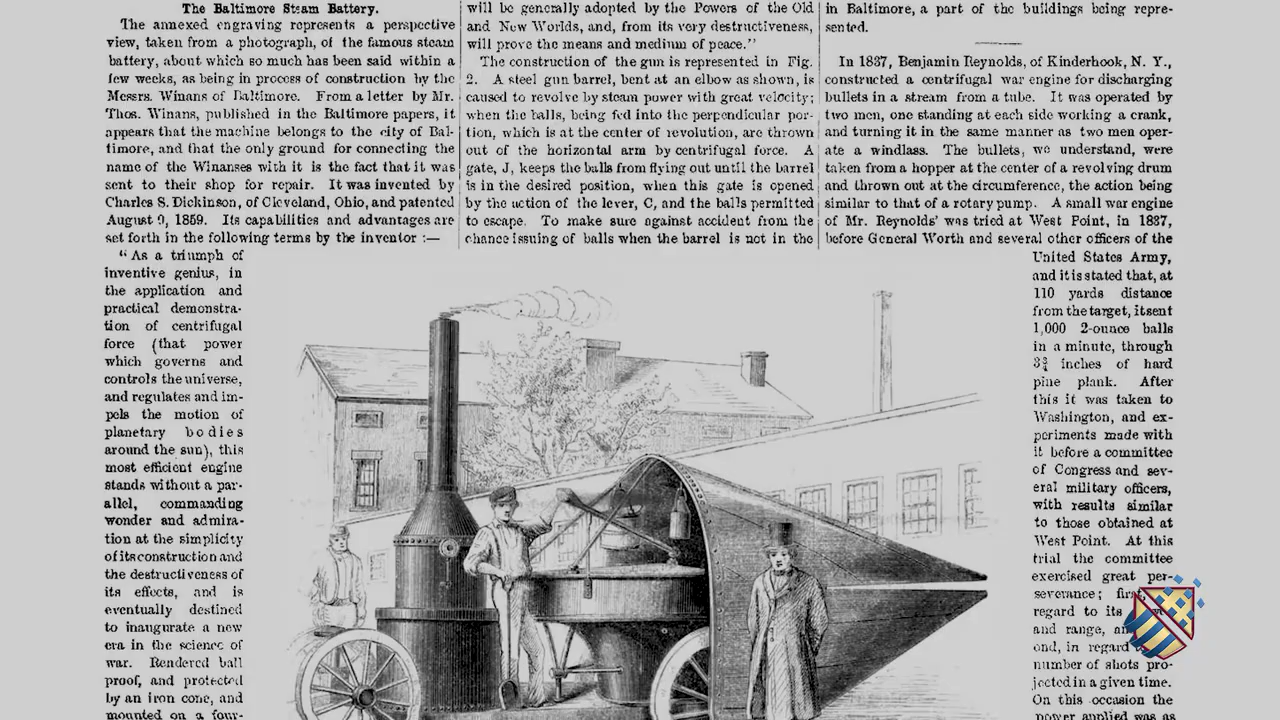 The Baltimore Steam Battery.
The annexed engraving represents a perspective
view, taken from a photograph, of the famous steam
battery, about which so much has been said within a
few weeks, as being in process of construction by the
Messrs. Winans of Baltimore. From a letter by Mr.
Thos. Winans, published in the Baltimore papers, it
appears that the machine belongs to the city of Bal-
timore, and that the only ground for connecting the
name of the Winanses with it is the fact that it was
sent to their shop for repair. It was invented by
Charles S. Dickinson, of Cleveland, Ohio, and patented
August 9, 1859. Its capabilities and advantages are
set forth in the following terms by the inventor :—
“As a triumph of
inventive genius, in
the application and
practical demonstra-
tion of centrifugal
force (that power
which governs and
controls the universe,
and regulates and im-
pels the motion of
planetary bodies
around the sun), this
most efficient engine
stands without a par-
allel, commanding
wonder and admira-
tion at the simplicity
of its construction and
the destructiveness of
its effects, and is
eventually destined
to inaugurate a new
era in the science of
war. Rendered ball
proof, and protected
by an iron cone, and
mounted on a four-
will be generally adopted by the Powers of the Old
and New Worlds, and, from its very destructiveness,
will prove the means and medium of peace.”
The construction of the gun is represented in Fig.
2. A steel gun barrel, bent at an elbow as shown, is
caused to revolve by steam power with great velocity;
when the balls, being fed into the perpendicular por-
tion, which is at the center of revolution, are thrown
out of the horizontal arm by centrifugal force. A
gate, J, keeps the balls from flying out until the barrel
is in the desired position, when this gate is opened
by the action of the lever, C, and the balls permitted
to escape. To make sure against accident from the
chance issuing of balls when the barrel is not in the
in Baltimore, a part of the buildings being repre-
sented.
In 1837, Benjamin Reynolds, of Kinderhook, N. Y.,
constructed a centrifugal war engine for discharging
bullets in a stream from a tube. It was operated by
two men, one standing at each side working a crank,
and turning it in the same manner as two men oper-
ate a windlass. The bullets, we understand, were
taken from a hopper at the center of a revolving drum
and thrown out at the circumference, the action being
similar to that of a rotary pump. A small war engine
of Mr. Reynolds' was tried at West Point, in 1837,
before General Worth and several other officers of the
United States Army,
and it is stated that, at
110 yards distance
from the target, it sent
1,000 2-ounce balls
in a minute, through
3¾ inches of hard
pine plank. After
this it was taken to
Washington, and ex-
periments made with
it before a committee
of Congress and sev-
eral military officers,
with results similar
to those obtained at
West Point. At this
trial the committee
exercised great per-
severance; first,
regard to its
and range, an
ond, in regard
number of shots pro-
jected in a given time.
On this occasion the
power applied was as